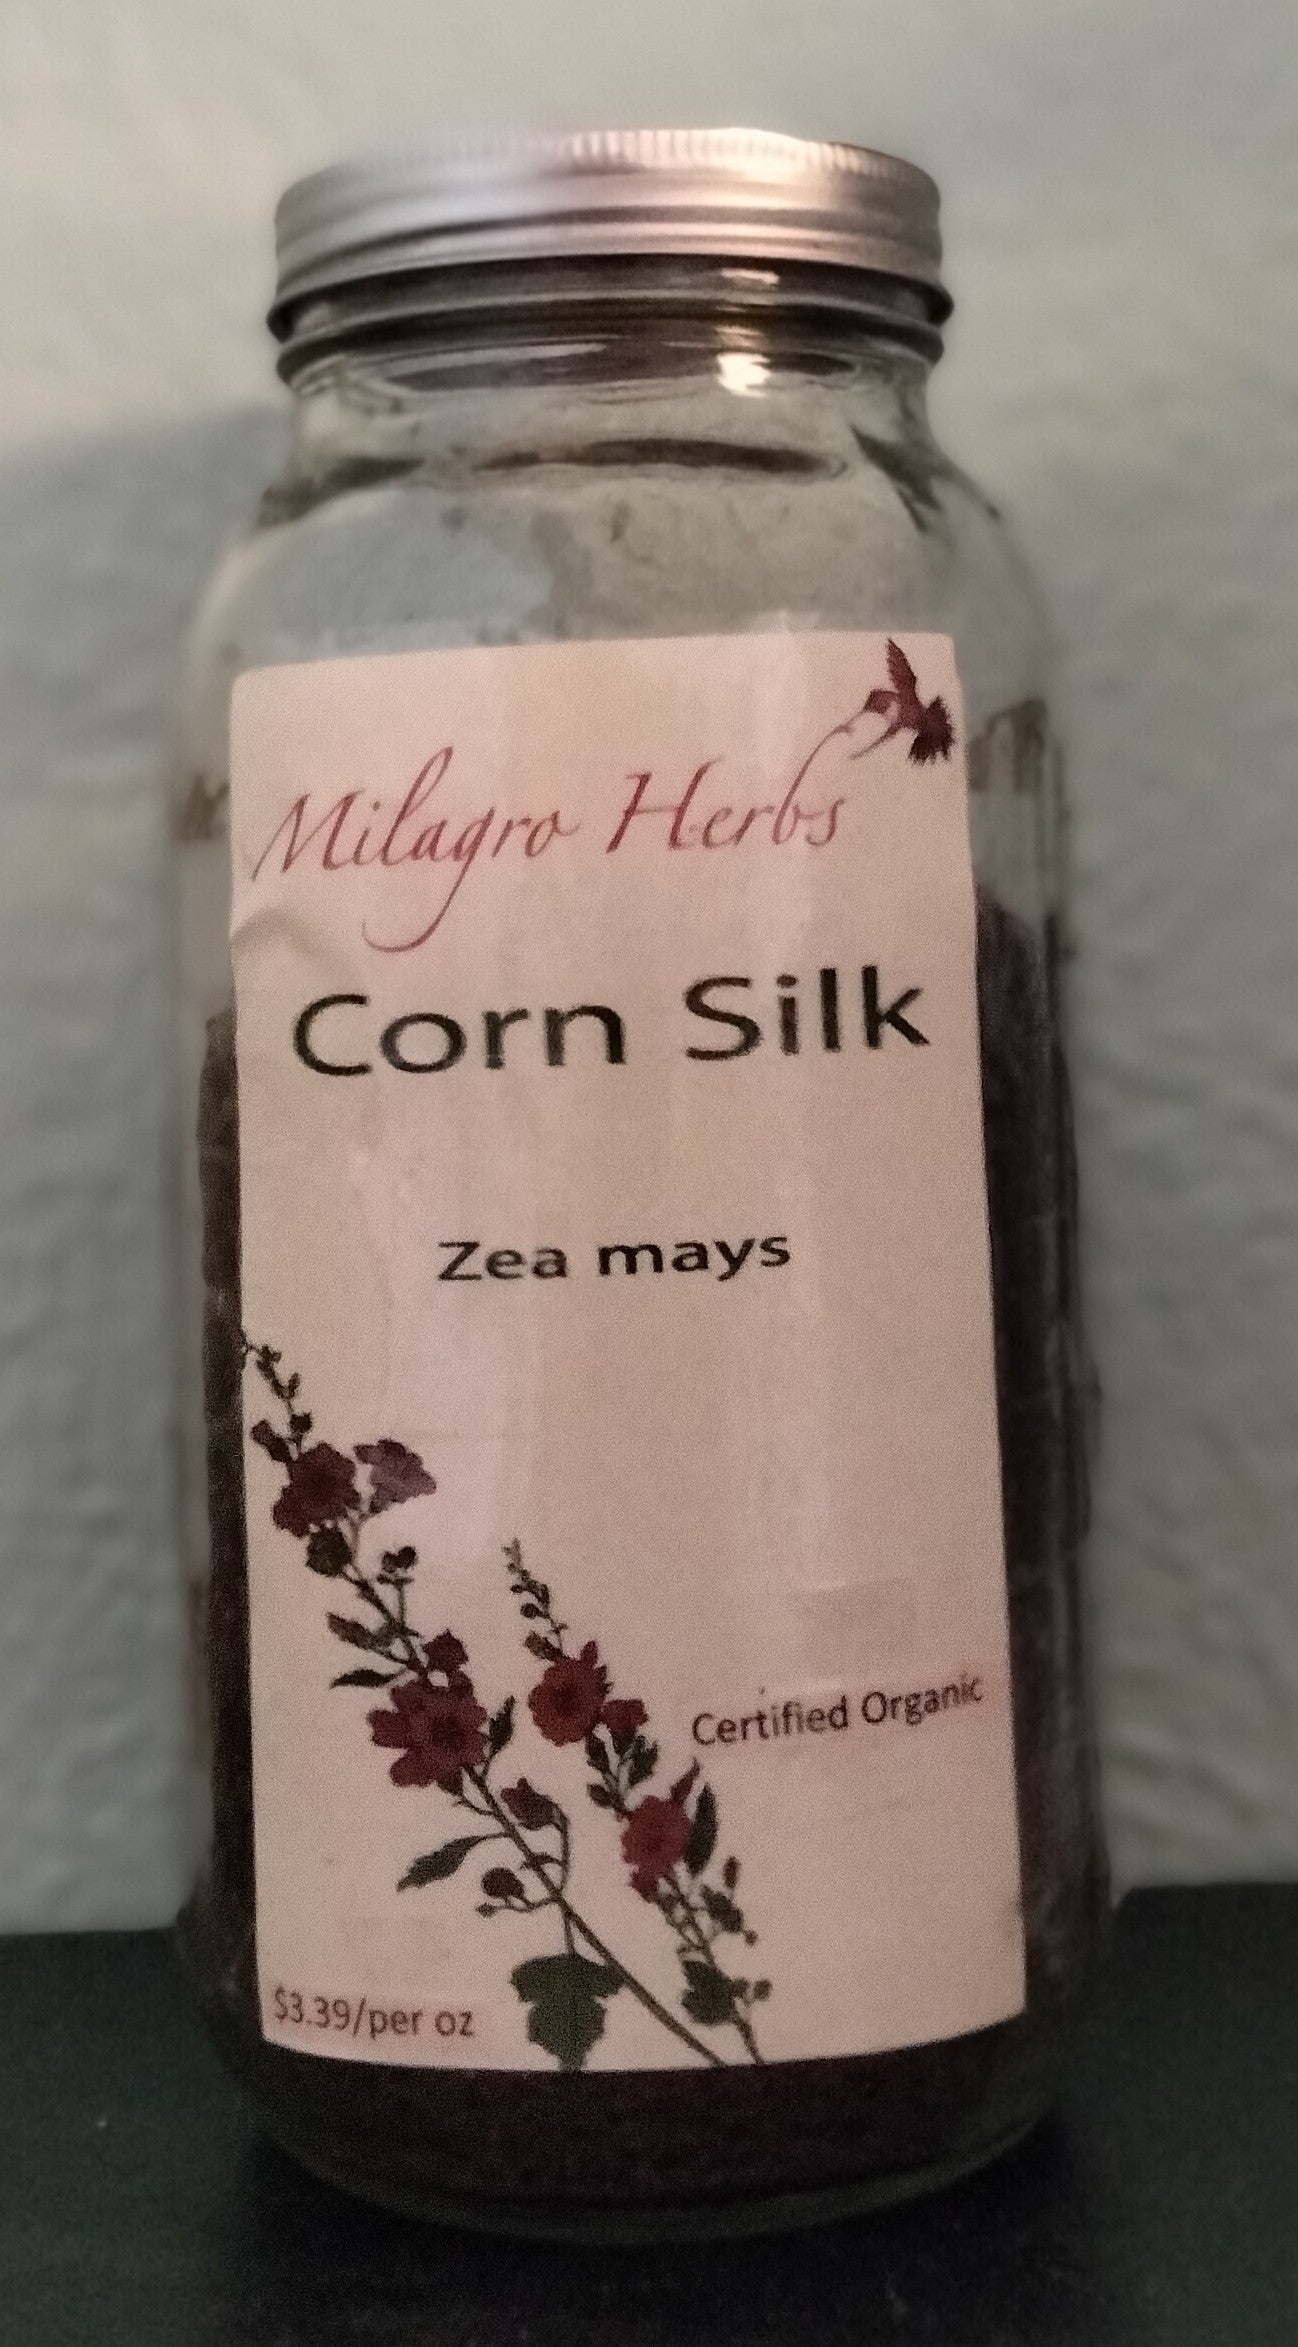 Milagro Herbs
Corn Silk
Zea mays
Certified Organic
$3.39/per oz